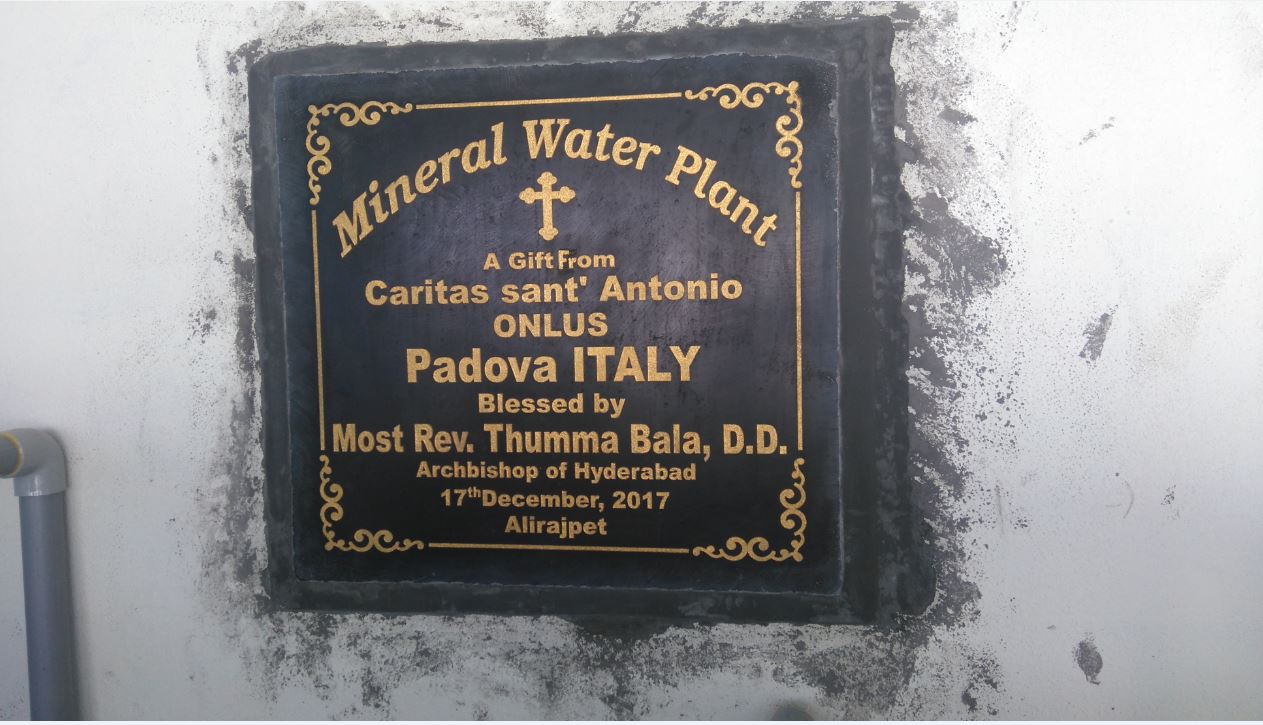 Mineral Water Plant
A Gift From
Caritas sant' Antonio
ONLUS
Padova ITALY
Blessed by
Most Rev. Thumma Bala, D.D.
Archbishop of Hyderabad
17thDecember, 2017
Alirajpet